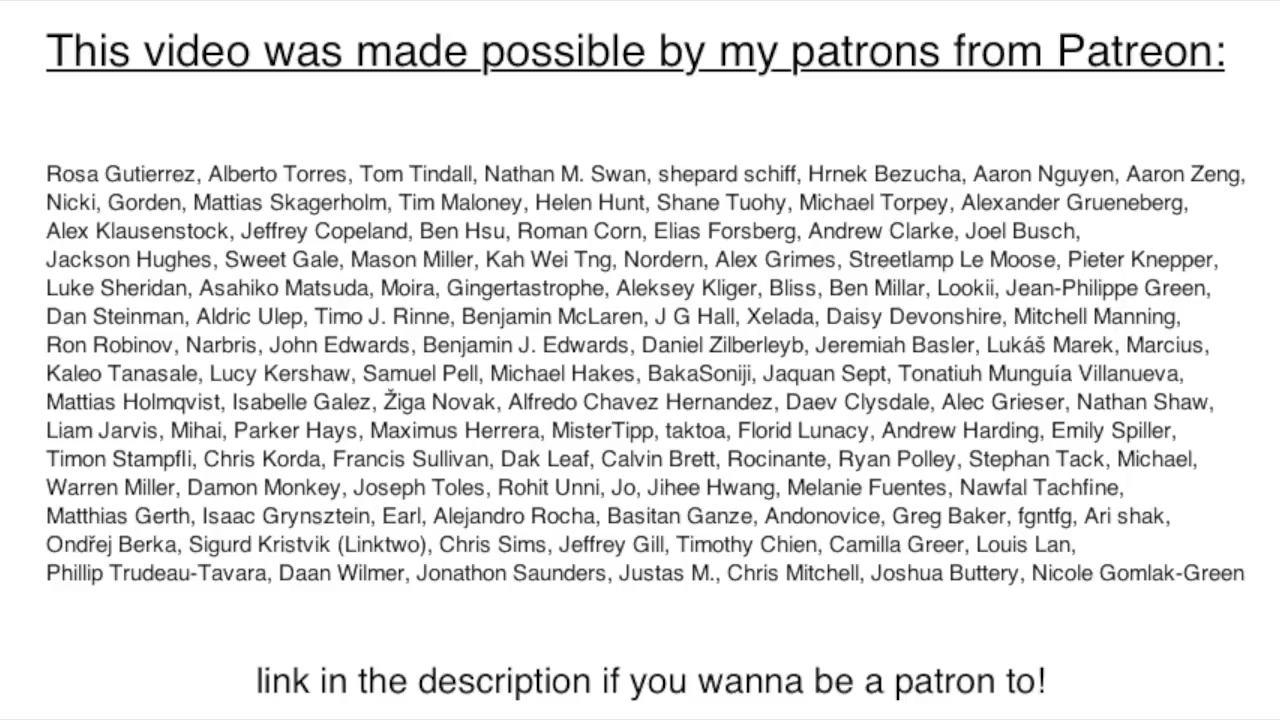 This video was made possible by my patrons from Patreon:
Rosa Gutierrez, Alberto Torres, Tom Tindall, Nathan M. Swan, shepard schiff, Hrnek Bezucha, Aaron Nguyen, Aaron Zeng,
Nicki, Gorden, Mattias Skagerholm, Tim Maloney, Helen Hunt, Shane Tuohy, Michael Torpey, Alexander Grueneberg,
Alex Klausenstock, Jeffrey Copeland, Ben Hsu, Roman Corn, Elias Forsberg, Andrew Clarke, Joel Busch,
Jackson Hughes, Sweet Gale, Mason Miller, Kah Wei Tng, Nordern, Alex Grimes, Streetlamp Le Moose, Pieter Knepper,
Luke Sheridan, Asahiko Matsuda, Moira, Gingertastrophe, Aleksey Kliger, Bliss, Ben Millar, Lookii, Jean-Philippe Green,
Dan Steinman, Aldric Ulep, Timo J. Rinne, Benjamin McLaren, J G Hall, Xelada, Daisy Devonshire, Mitchell Manning,
Ron Robinov, Narbris, John Edwards, Benjamin J. Edwards, Daniel Zilberleyb, Jeremiah Basler, Lukáš Marek, Marcius,
Kaleo Tanasale, Lucy Kershaw, Samuel Pell, Michael Hakes, BakaSoniji, Jaquan Sept, Tonatiuh Munguía Villanueva,
Mattias Holmqvist, Isabelle Galez, Žiga Novak, Alfredo Chavez Hernandez, Daev Clysdale, Alec Grieser, Nathan Shaw,
Liam Jarvis, Mihai, Parker Hays, Maximus Herrera, MisterTipp, taktoa, Florid Lunacy, Andrew Harding, Emily Spiller,
Timon Stampfli, Chris Korda, Francis Sullivan, Dak Leaf, Calvin Brett, Rocinante, Ryan Polley, Stephan Tack, Michael,
Warren Miller, Damon Monkey, Joseph Toles, Rohit Unni, Jo, Jihee Hwang, Melanie Fuentes, Nawfal Tachfine,
Matthias Gerth, Isaac Grynsztein, Earl, Alejandro Rocha, Basitan Ganze, Andonovice, Greg Baker, fgntfg, Ari shak,
Ondřej Berka, Sigurd Kristvik (Linktwo), Chris Sims, Jeffrey Gill, Timothy Chien, Camilla Greer, Louis Lan,
Phillip Trudeau-Tavara, Daan Wilmer, Jonathon Saunders, Justas M., Chris Mitchell, Joshua Buttery, Nicole Gomlak-Green
link in the description if you wanna be a patron to!